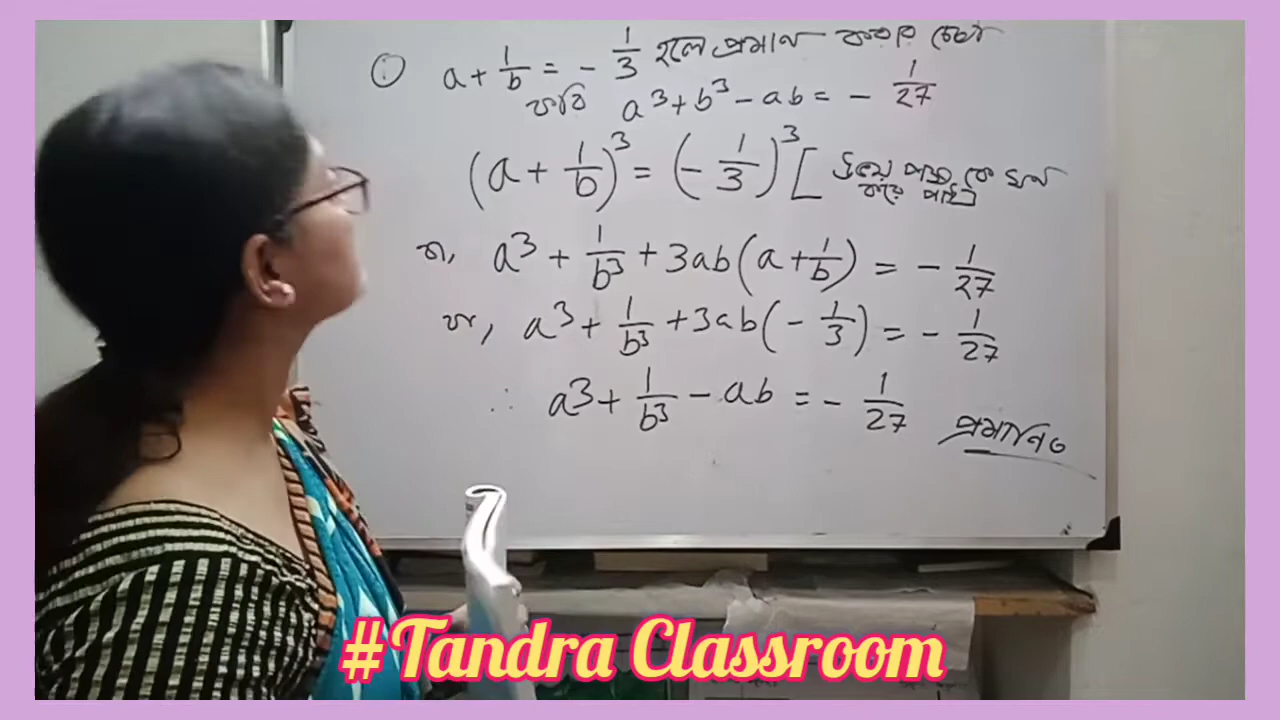 ① a + 1/b = - 1/3 হলে প্রমাণ করার চেষ্টা
করি a³ + b³ - ab = - 1/27
(a + 1/b)³ = (- 1/3)³ [উভয় পক্ষ কে ঘন
করে পাই]
বা, a³ + 1/b³ + 3ab(a + 1/b) = - 1/27
বা, a³ + 1/b³ + 3ab(- 1/3) = - 1/27
∴ a³ + 1/b³ - ab = - 1/27 প্রমাণিত
#Tandra Classroom